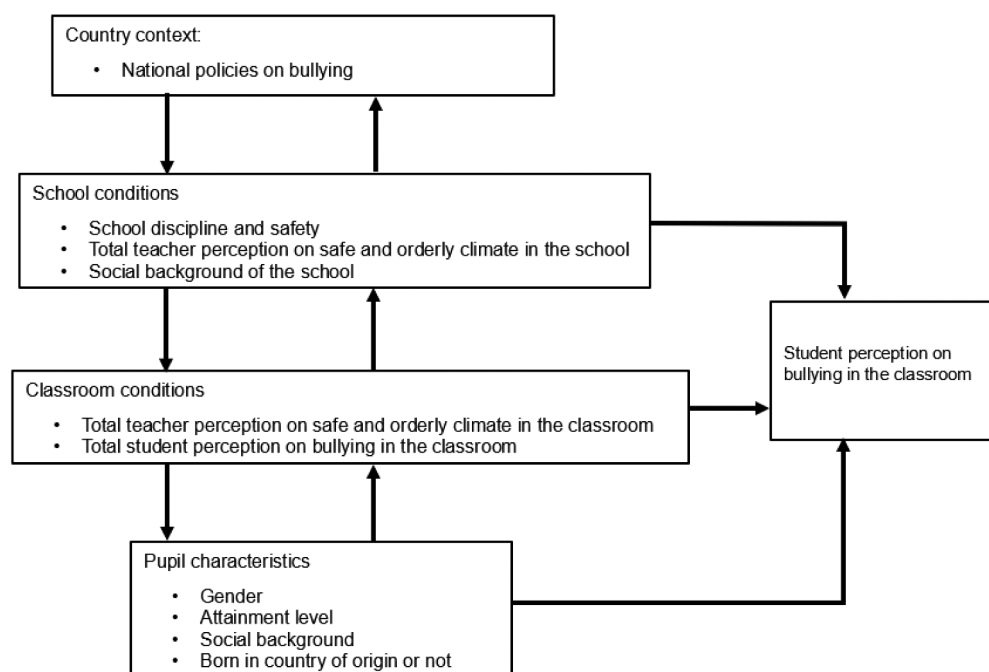 Country context:
• National policies on bullying
School conditions
• School discipline and safety
• Total teacher perception on safe and orderly climate in the school
• Social background of the school
Student perception on
bullying in the classroom
Classroom conditions
• Total teacher perception on safe and orderly climate in the classroom
• Total student perception on bullying in the classroom
Pupil characteristics
• Gender
• Attainment level
• Social background
• Born in country of origin or not